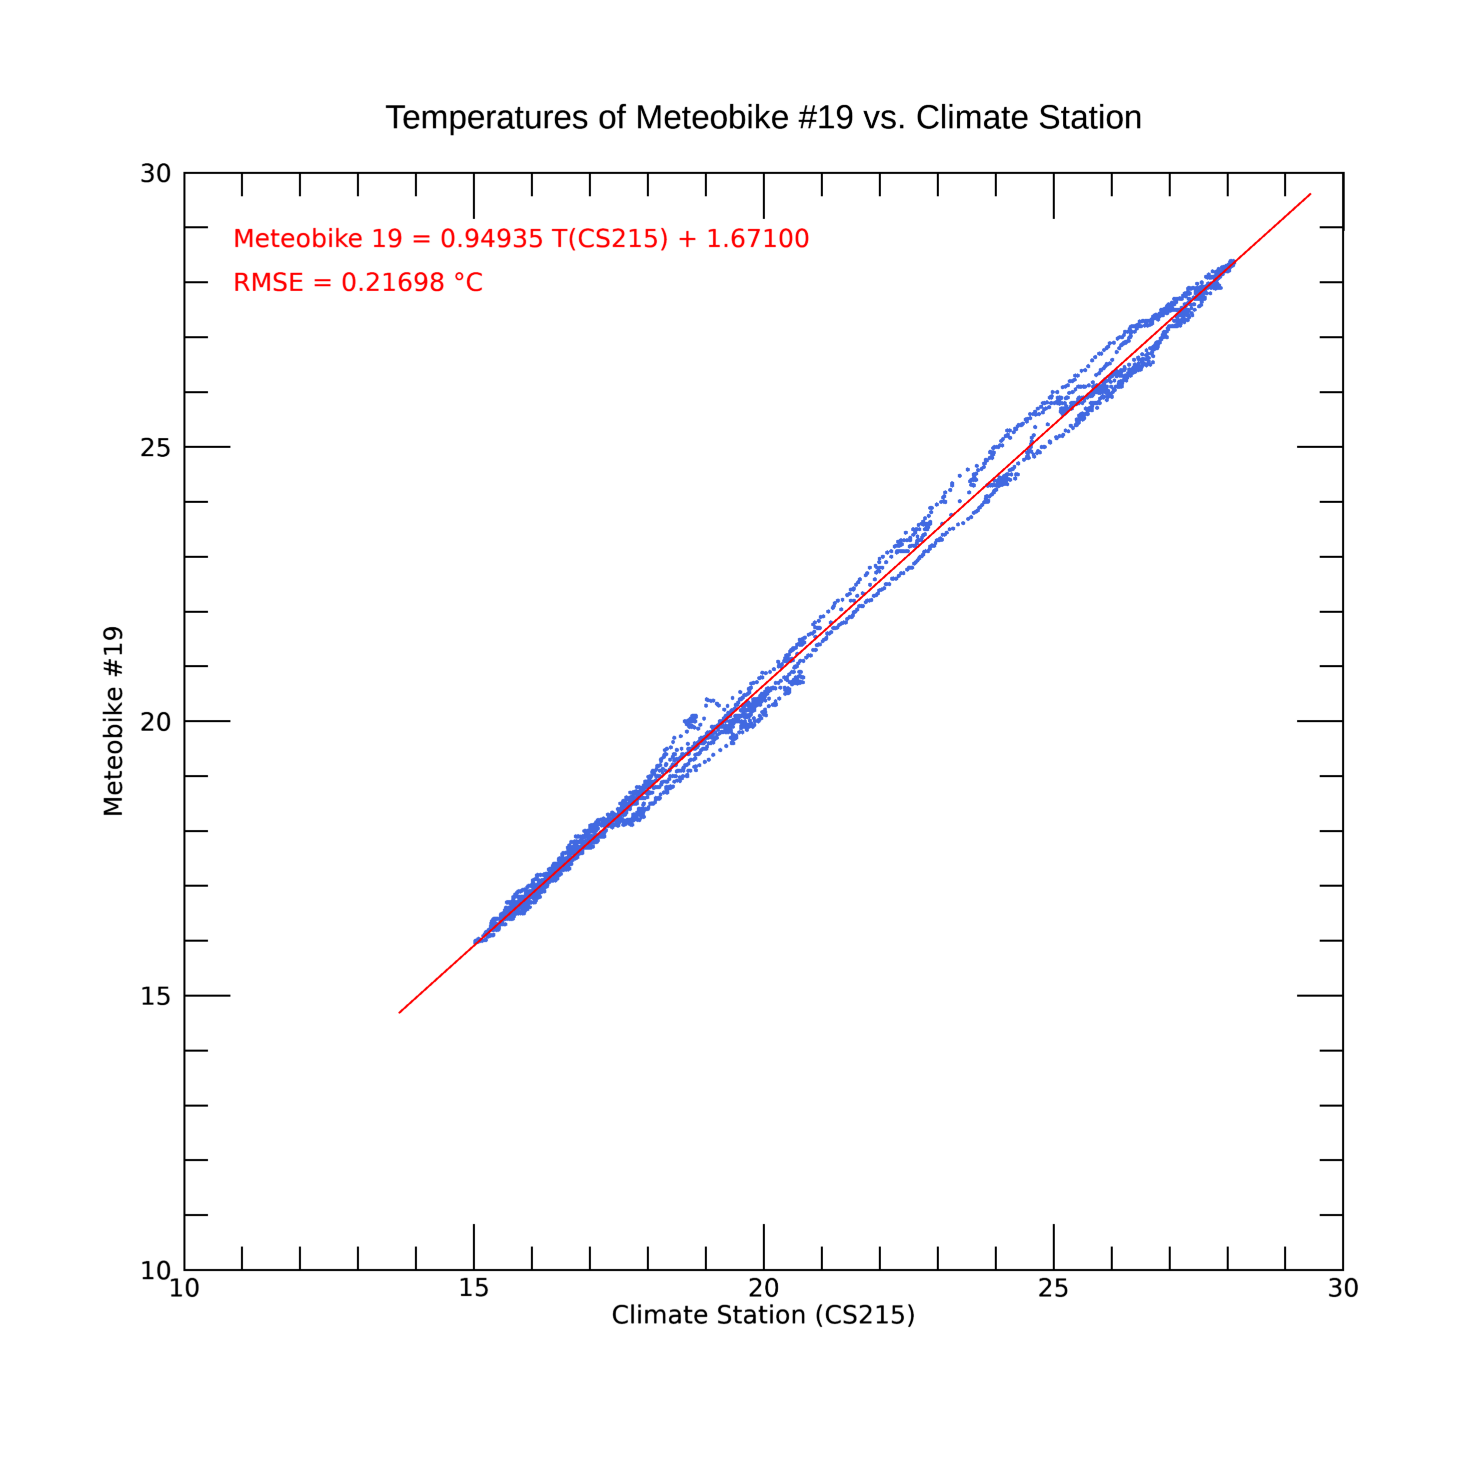 Temperatures of Meteobike #19 vs. Climate Station
Meteobike 19 = 0.94935 T(CS215) + 1.67100
RMSE = 0.21698 °C
30
25
20
15
10
Meteobike #19
10 15 20 25 30
Climate Station (CS215)